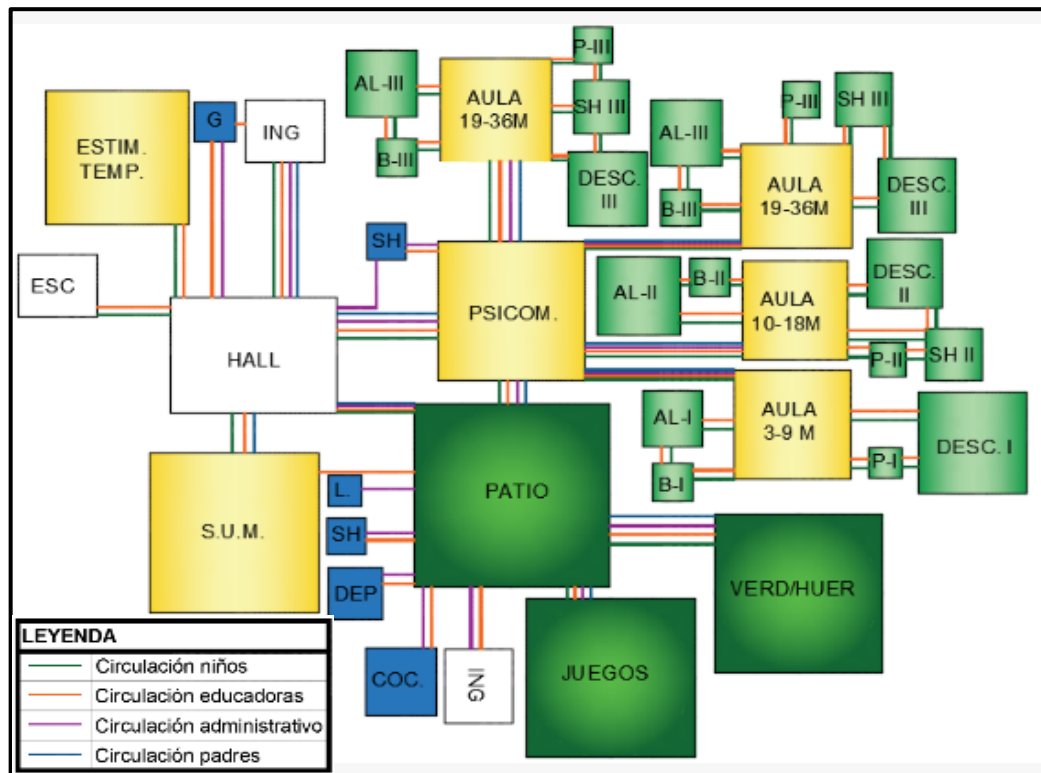 P-III
AL-III
AULA
19-36M
SH III
B-III
DESC.
III
ESTIM.
TEMP.
G
ING
P-III
SH III
AL-III
AULA
19-36M
B-III
DESC.
III
SH
ESC
PSICOM.
AL-II
B-II
AULA
10-18M
DESC.
II
P-II
SH II
HALL
AL-I
AULA
3-9 M
B-I
P-I
DESC. I
S.U.M.
L.
SH
DEP
PATIO
VERD/HUER
COC.
ING
JUEGOS
LEYENDA
Circulación niños
Circulación educadoras
Circulación administrativo
Circulación padres